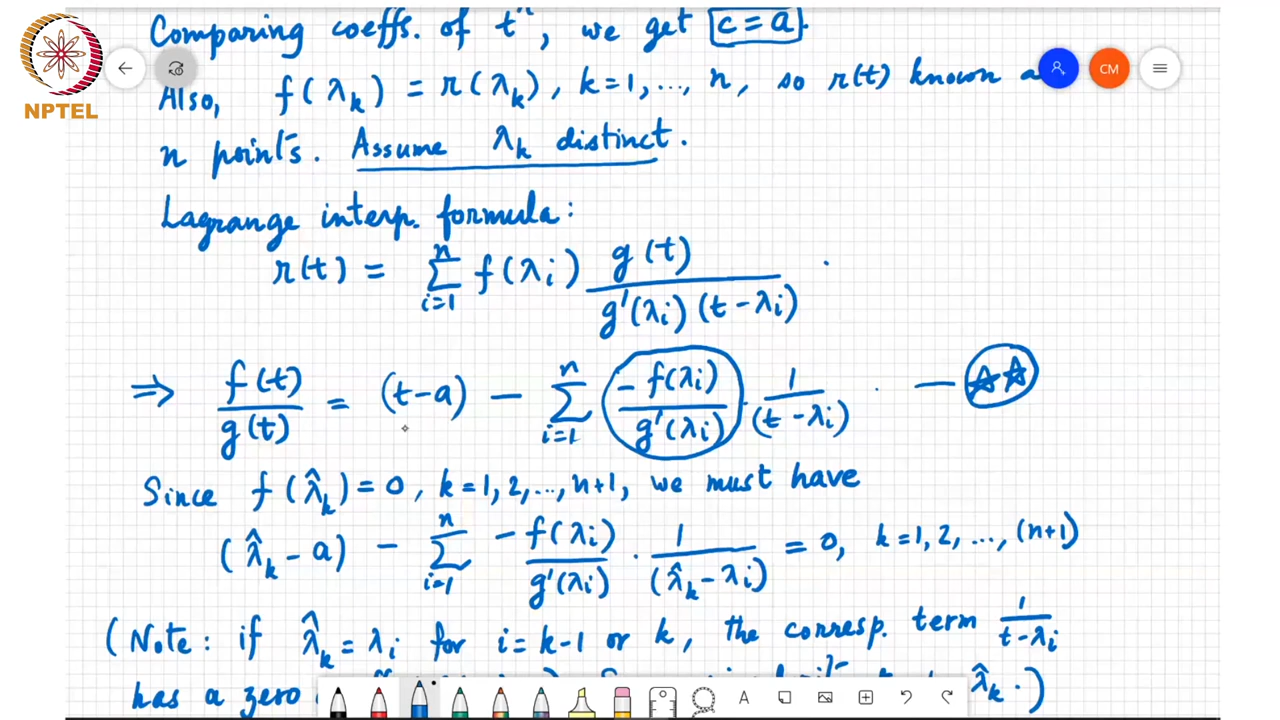 Comparing coeffs. of tⁿ, we get c = a.
Also, f(λ_k) = r(λ_k), k=1,..., n, so r(t) known
n points. Assume λ_k distinct.
Lagrange interp. formula:
r(t) = Σ_{i=1}^{n} f(λ_i) g(t) / (g'(λ_i) (t - λ_i)) .
⇒ f(t)/g(t) = (t-a) - Σ_{i=1}^{n} -f(λ_i)/g'(λ_i) · 1/(t-λ_i) . — ☆☆
Since f(λ̂_k) = 0, k=1,2,...,n+1, we must have
(λ̂_k - a) - Σ_{i=1}^{n} -f(λ_i)/g'(λ_i) · 1/(λ̂_k - λ_i) = 0, k=1,2,...,(n+1)
(Note: if λ̂_k = λ_i for i = k-1 or k, the corresp. term 1/(t-λ_i)
has a zero λ̂_k.)
NPTEL
CM
A